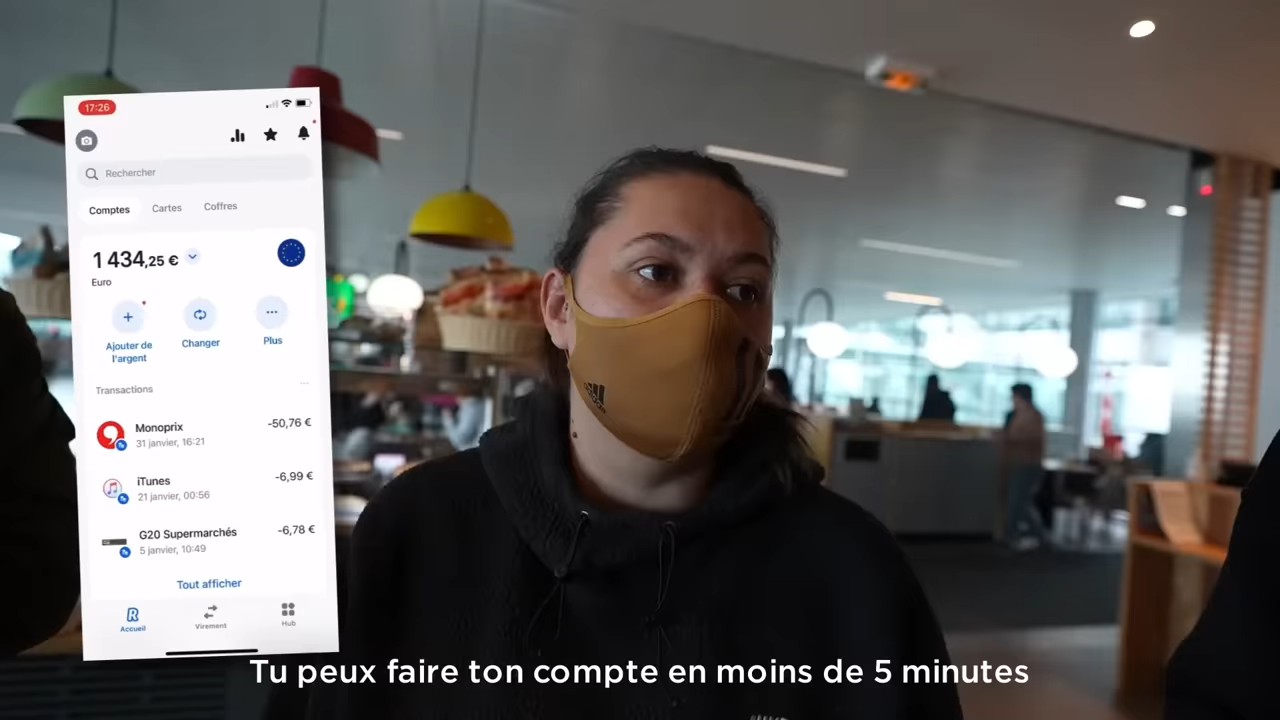 17:26
Rechercher
Comptes Cartes Coffres
1 434,25 €
Euro
Ajouter de
l'argent
Changer
Plus
Transactions
Monoprix -50,76 €
31 janvier, 16:21
iTunes -6,99 €
21 janvier, 00:56
G20 Supermarchés -6,78 €
5 janvier, 10:49
Tout afficher
Accueil Virement Hub
adidas
Tu peux faire ton compte en moins de 5 minutes